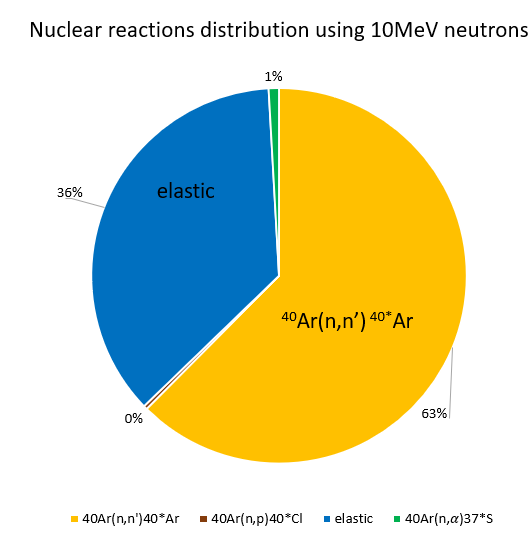 Nuclear reactions distribution using 10MeV neutrons
1%
36%
elastic
⁴⁰Ar(n,n’) ⁴⁰*Ar
63%
0%
40Ar(n,n')40*Ar 40Ar(n,p)40*Cl elastic 40Ar(n,α)37*S